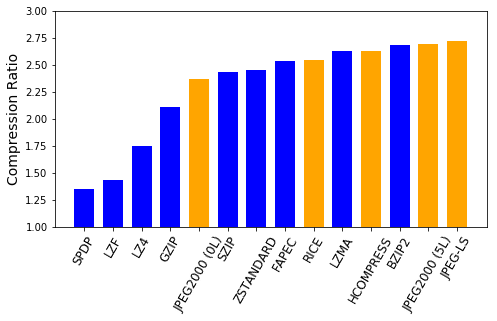 3.00
2.75
2.50
2.25
2.00
1.75
1.50
1.25
1.00
Compression Ratio
SPDP
LZF
LZ4
GZIP
JPEG2000 (0L)
SZIP
ZSTANDARD
FAPEC
RICE
LZMA
HCOMPRESS
BZIP2
JPEG2000 (5L)
JPEG-LS